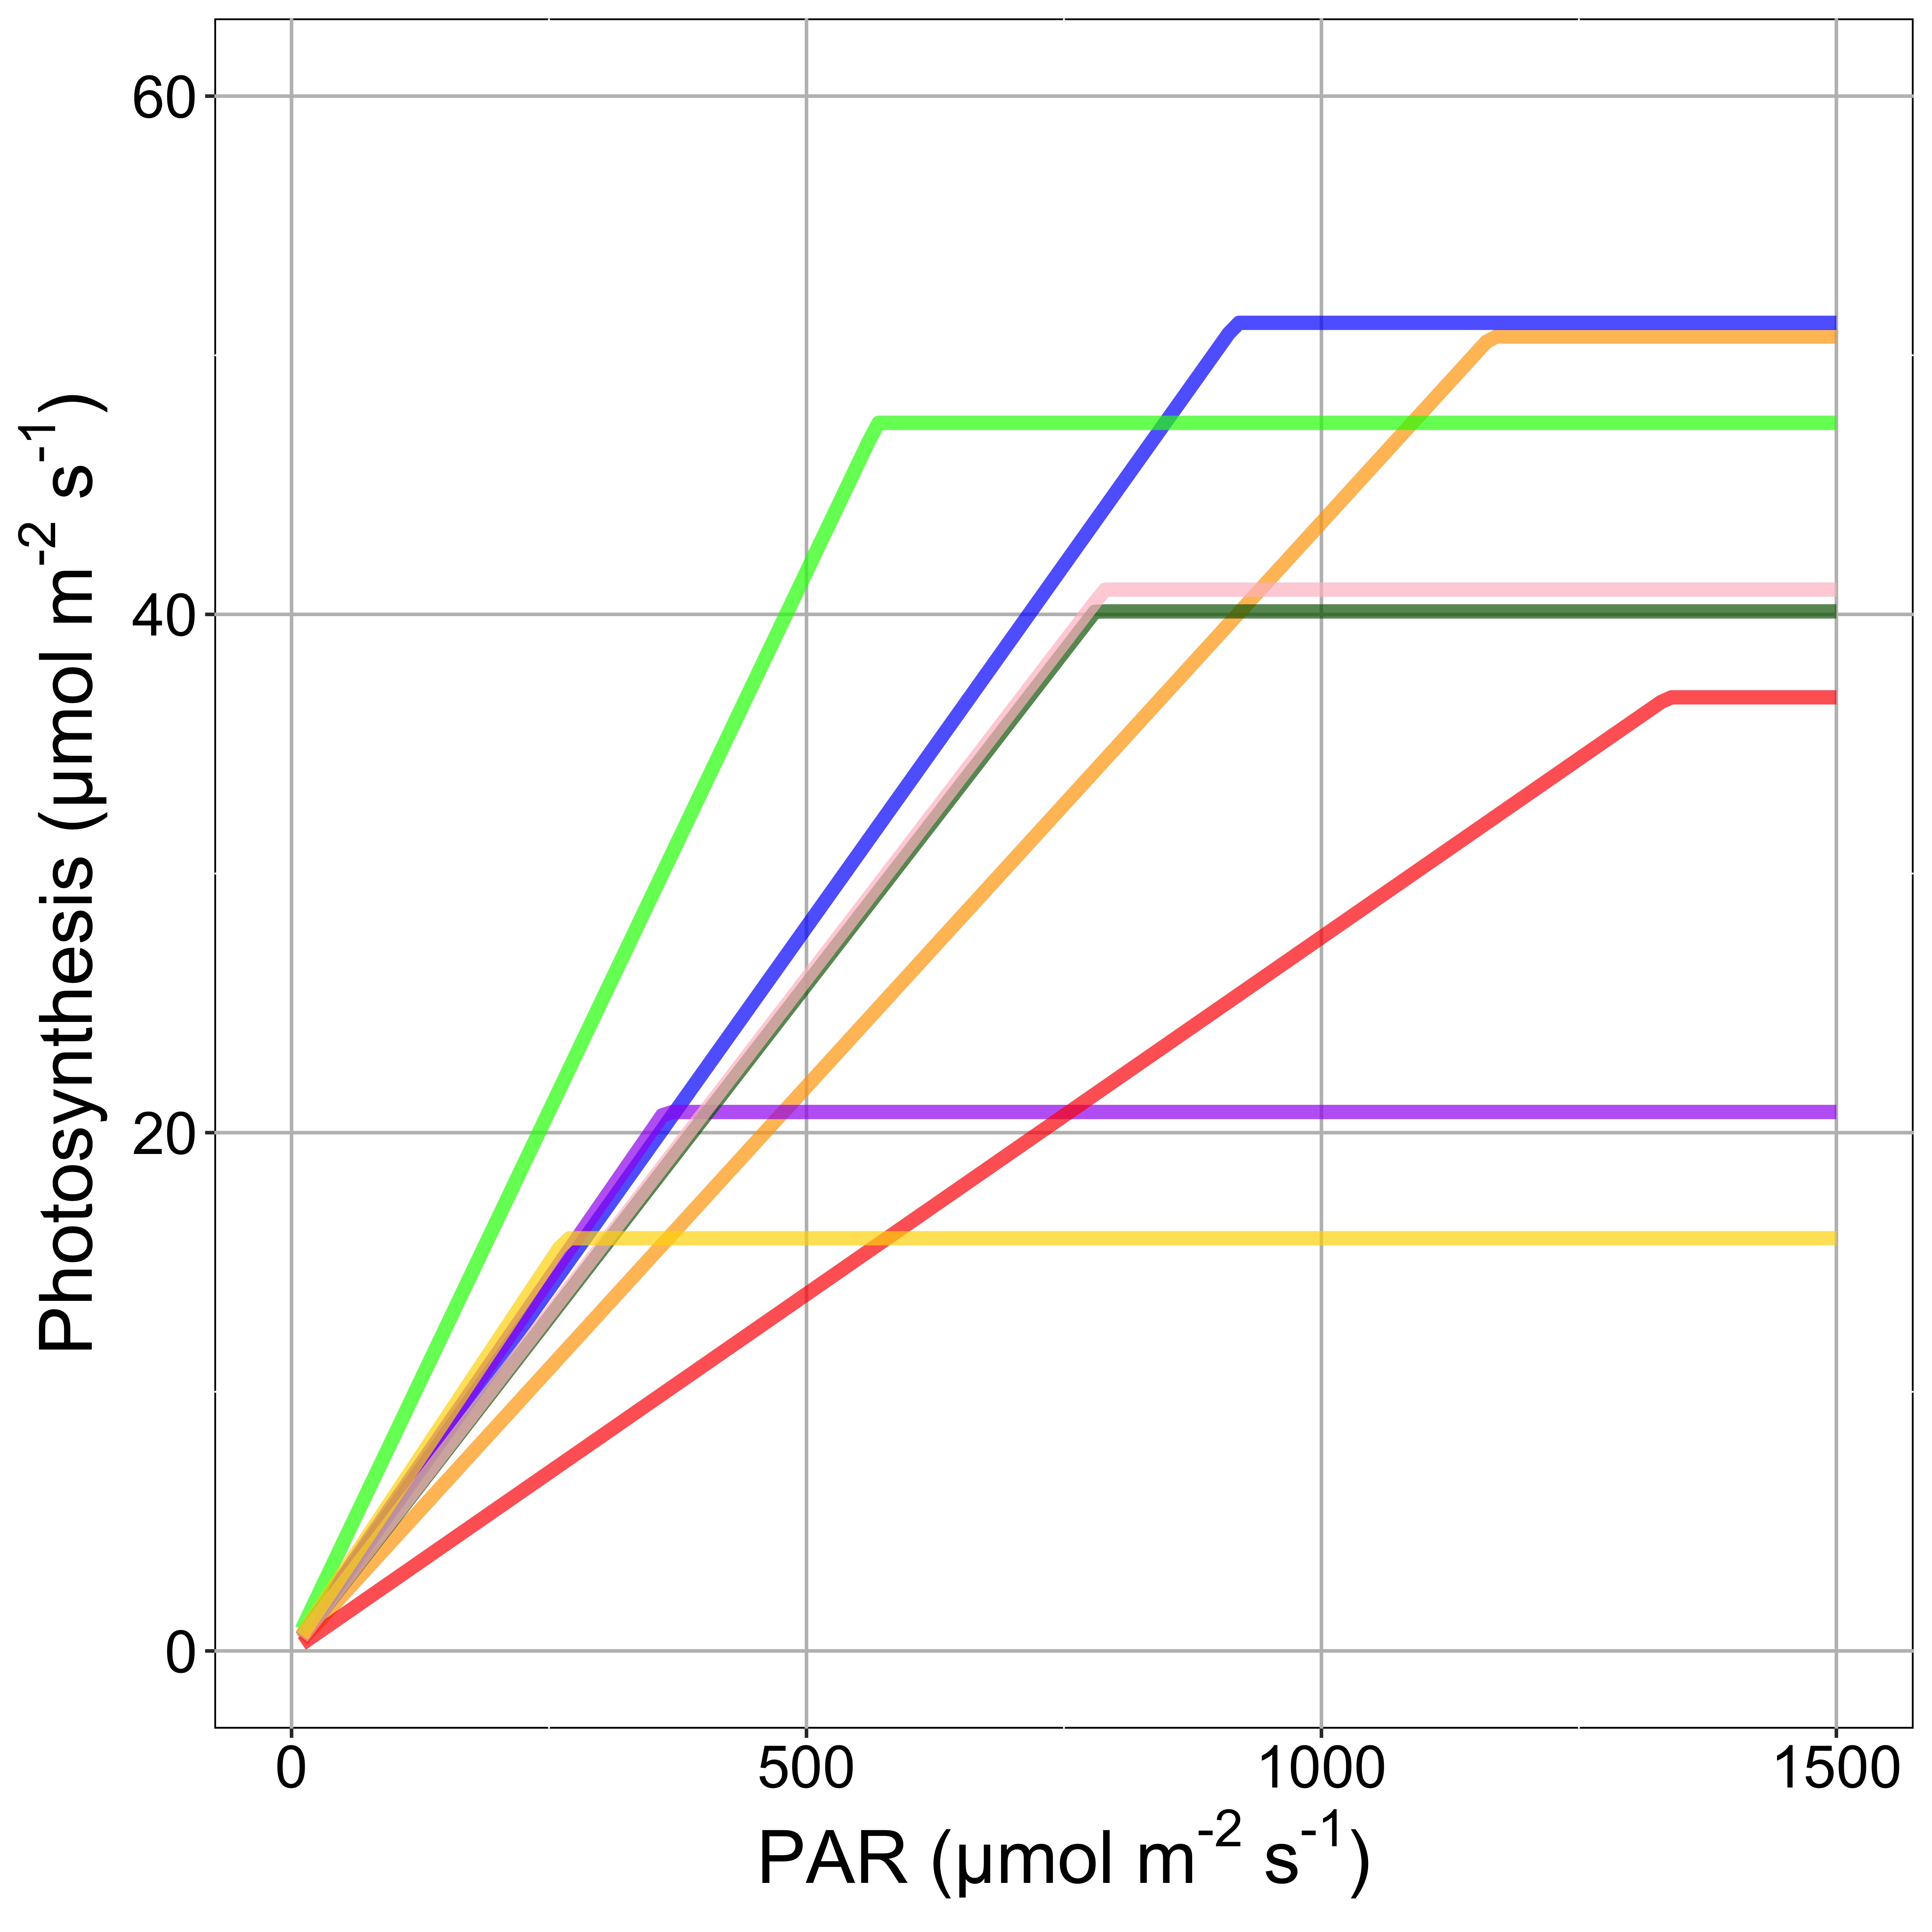 Photosynthesis (µmol m⁻² s⁻¹)
60
40
20
0
0 500 1000 1500
PAR (µmol m⁻² s⁻¹)